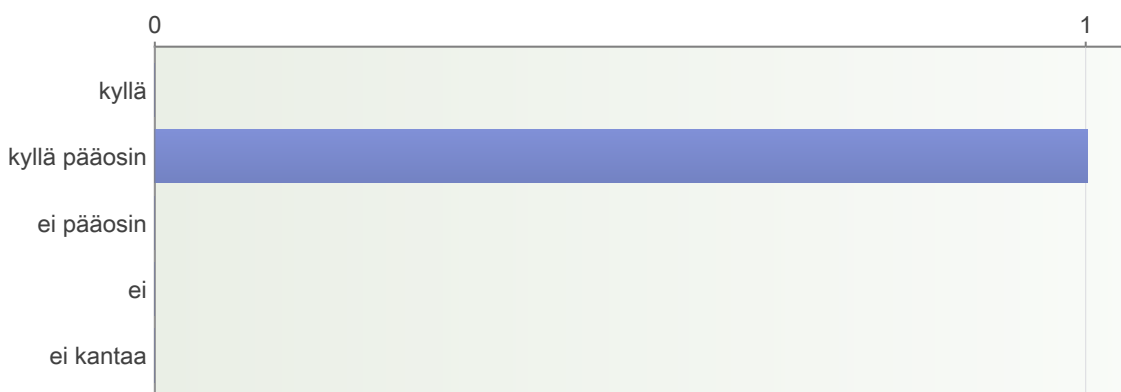 0 1
kyllä
kyllä pääosin
ei pääosin
ei
ei kantaa